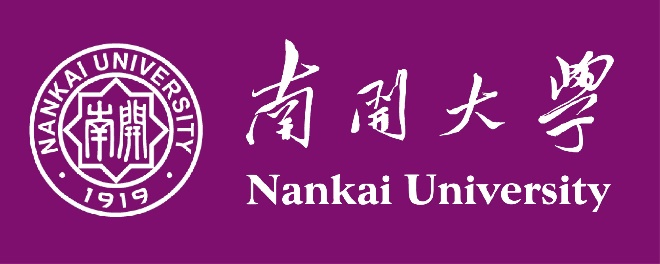 NANKAI UNIVERSITY
南開
· 1919 ·
南開大學
Nankai University